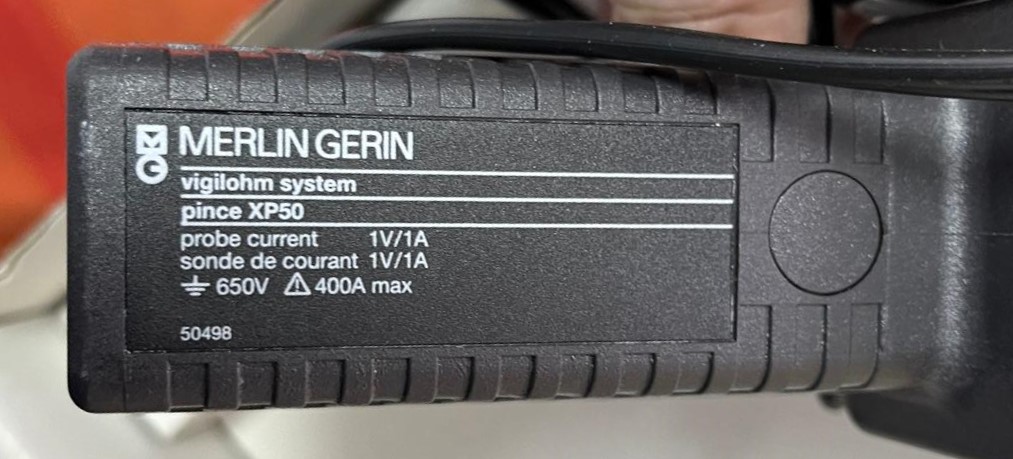 MG MERLIN GERIN
vigilohm system
pince XP50
probe current 1V/1A
sonde de courant 1V/1A
650V 400A max
50498